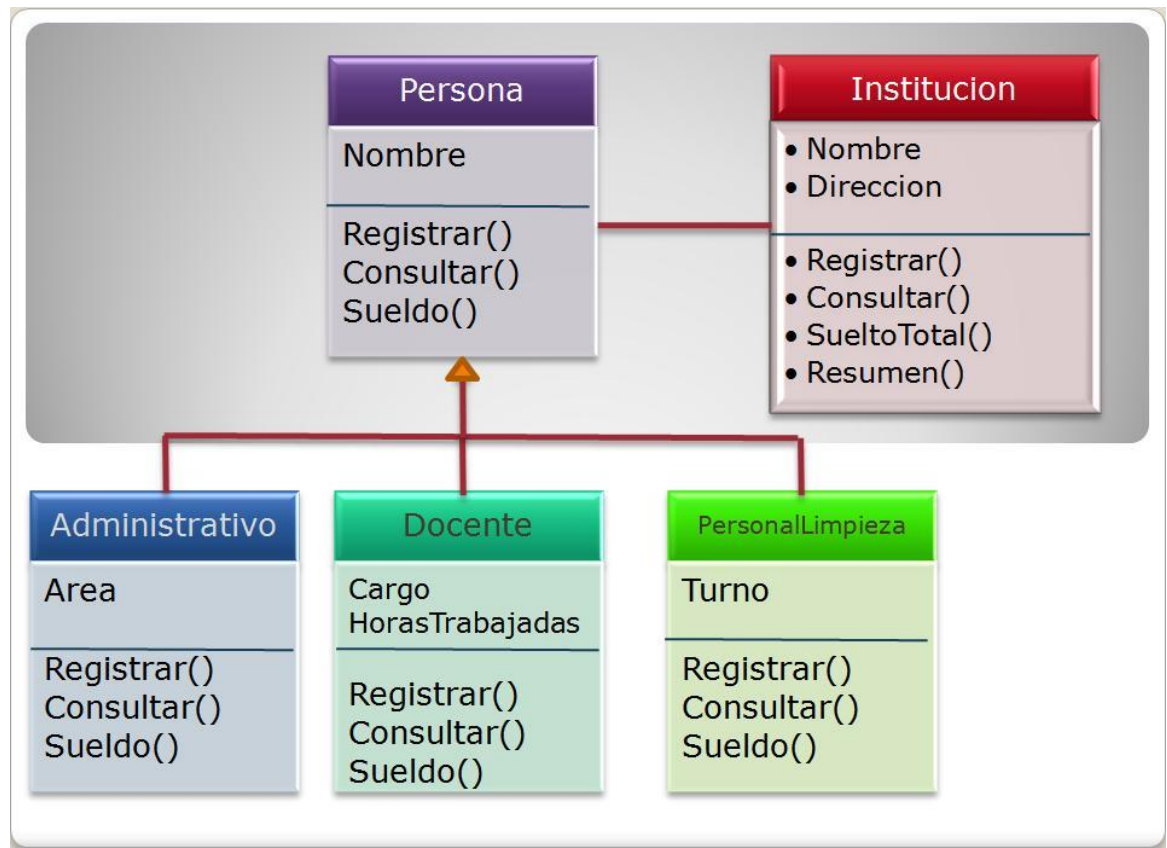 Persona
Nombre
Registrar()
Consultar()
Sueldo()
Institucion
• Nombre
• Direccion
• Registrar()
• Consultar()
• SueltoTotal()
• Resumen()
Administrativo
Area
Registrar()
Consultar()
Sueldo()
Docente
Cargo
HorasTrabajadas
Registrar()
Consultar()
Sueldo()
PersonalLimpieza
Turno
Registrar()
Consultar()
Sueldo()